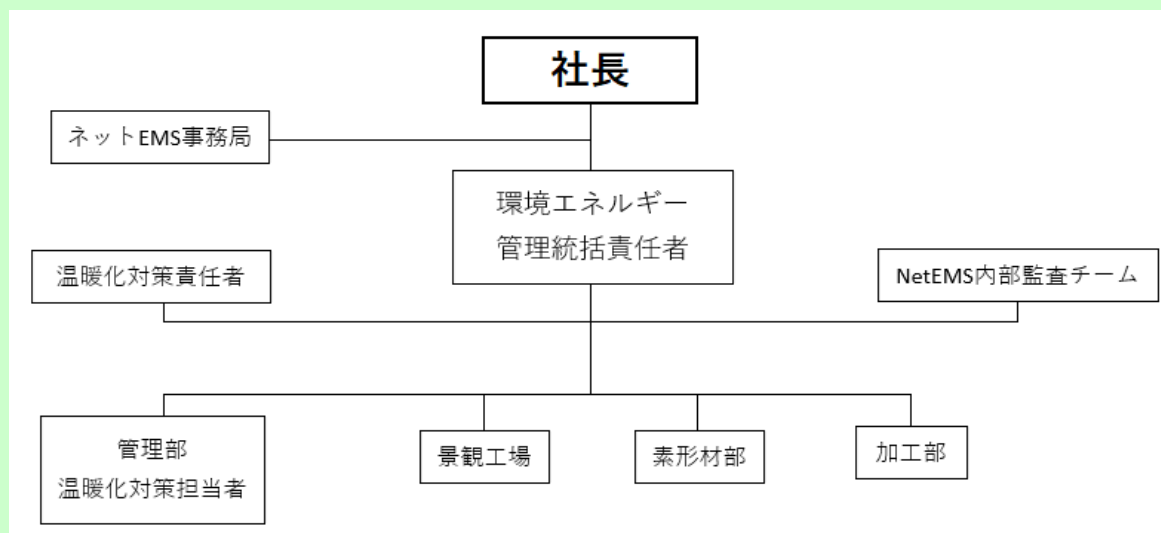 社長
ネットEMS事務局
環境エネルギー
管理統括責任者
温暖化対策責任者
NetEMS内部監査チーム
管理部
温暖化対策担当者
景観工場
素形材部
加工部